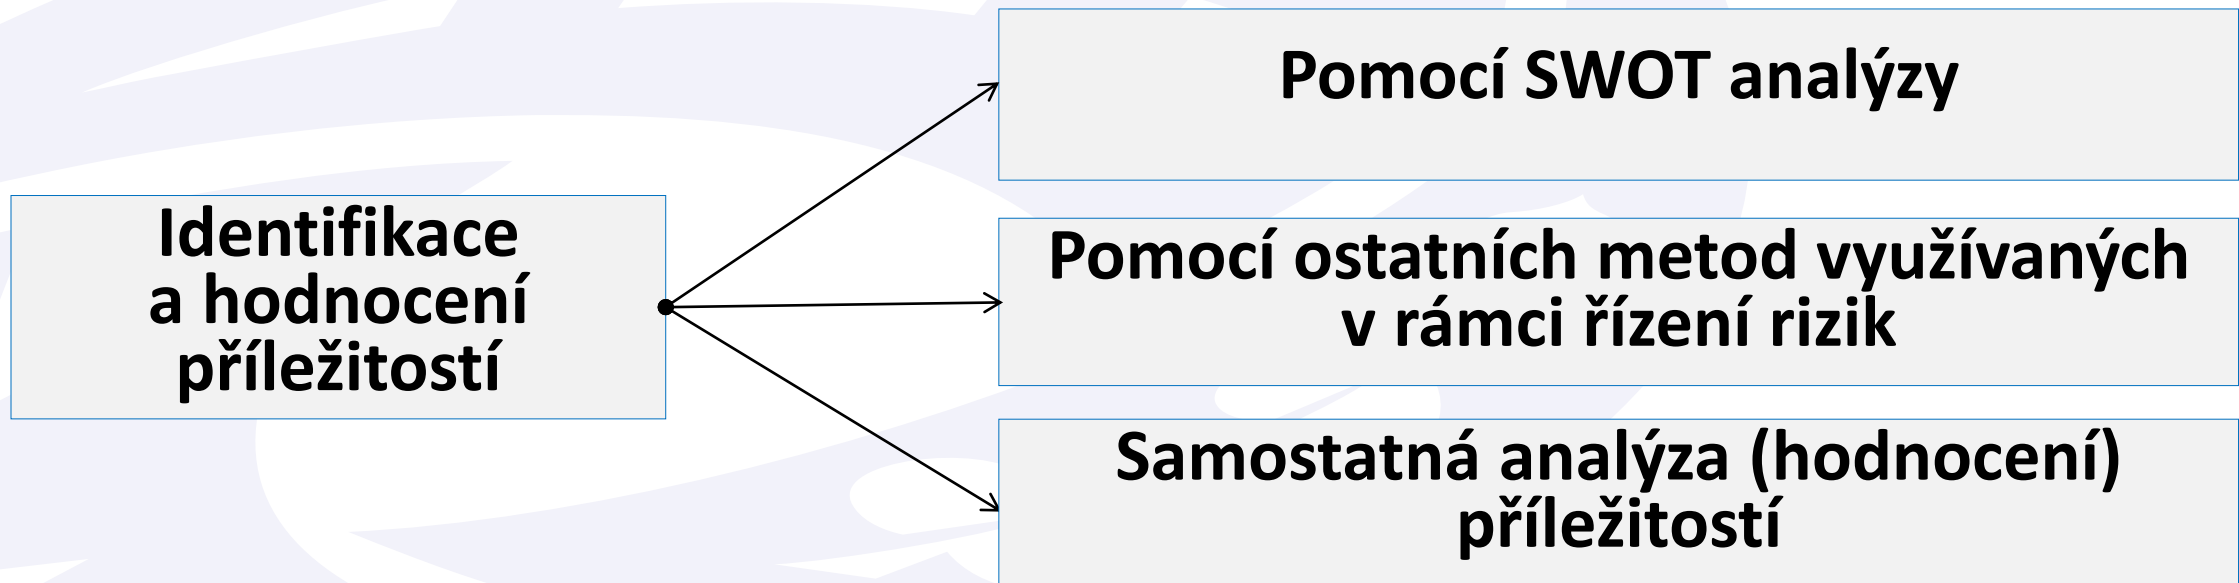 Identifikace
a hodnocení
příležitostí
Pomocí SWOT analýzy
Pomocí ostatních metod využívaných
v rámci řízení rizik
Samostatná analýza (hodnocení)
příležitostí